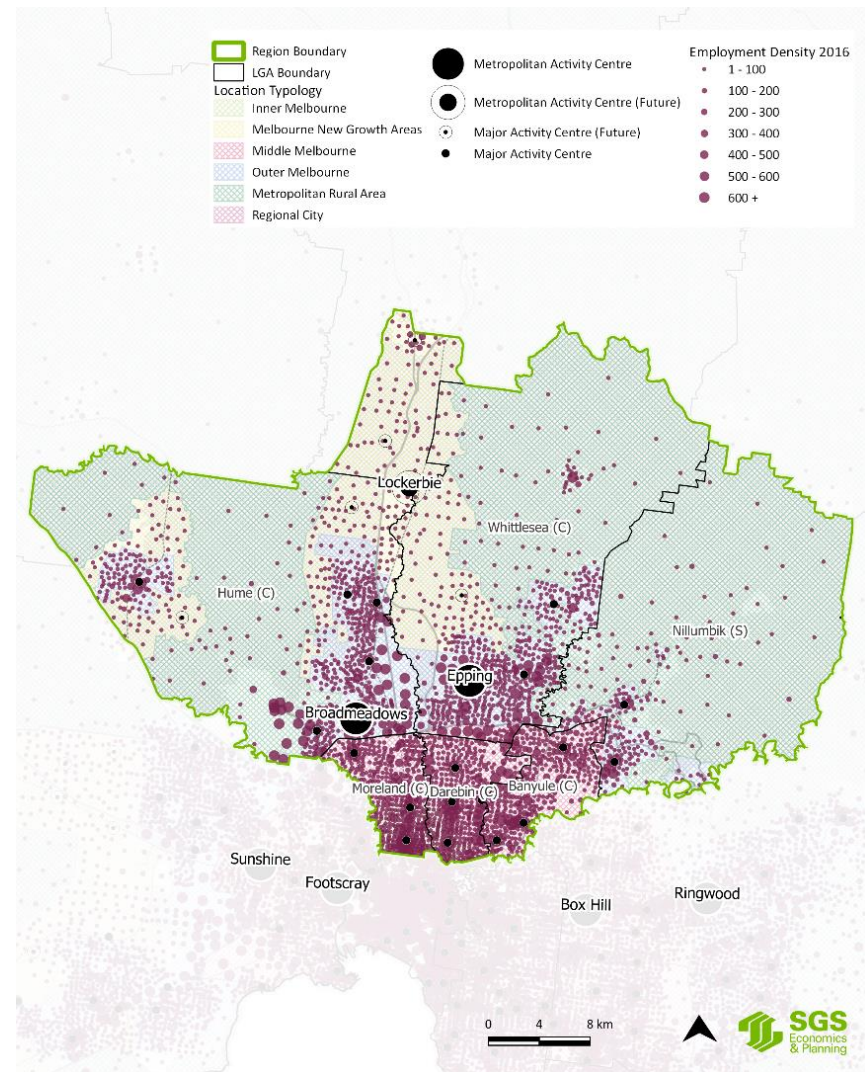 Region Boundary
LGA Boundary
Location Typology
Inner Melbourne
Melbourne New Growth Areas
Middle Melbourne
Outer Melbourne
Metropolitan Rural Area
Regional City
Metropolitan Activity Centre
Metropolitan Activity Centre (Future)
Major Activity Centre (Future)
Major Activity Centre
Employment Density 2016
1 - 100
100 - 200
200 - 300
300 - 400
400 - 500
500 - 600
600 +
Lockerbie
Whittlesea (C)
Hume (C)
Nillumbik (S)
Epping
Broadmeadows
Moreland (C)
Darebin (C)
Banyule (C)
Sunshine
Footscray
Box Hill
Ringwood
0 4 8 km
SGS
Economics
& Planning